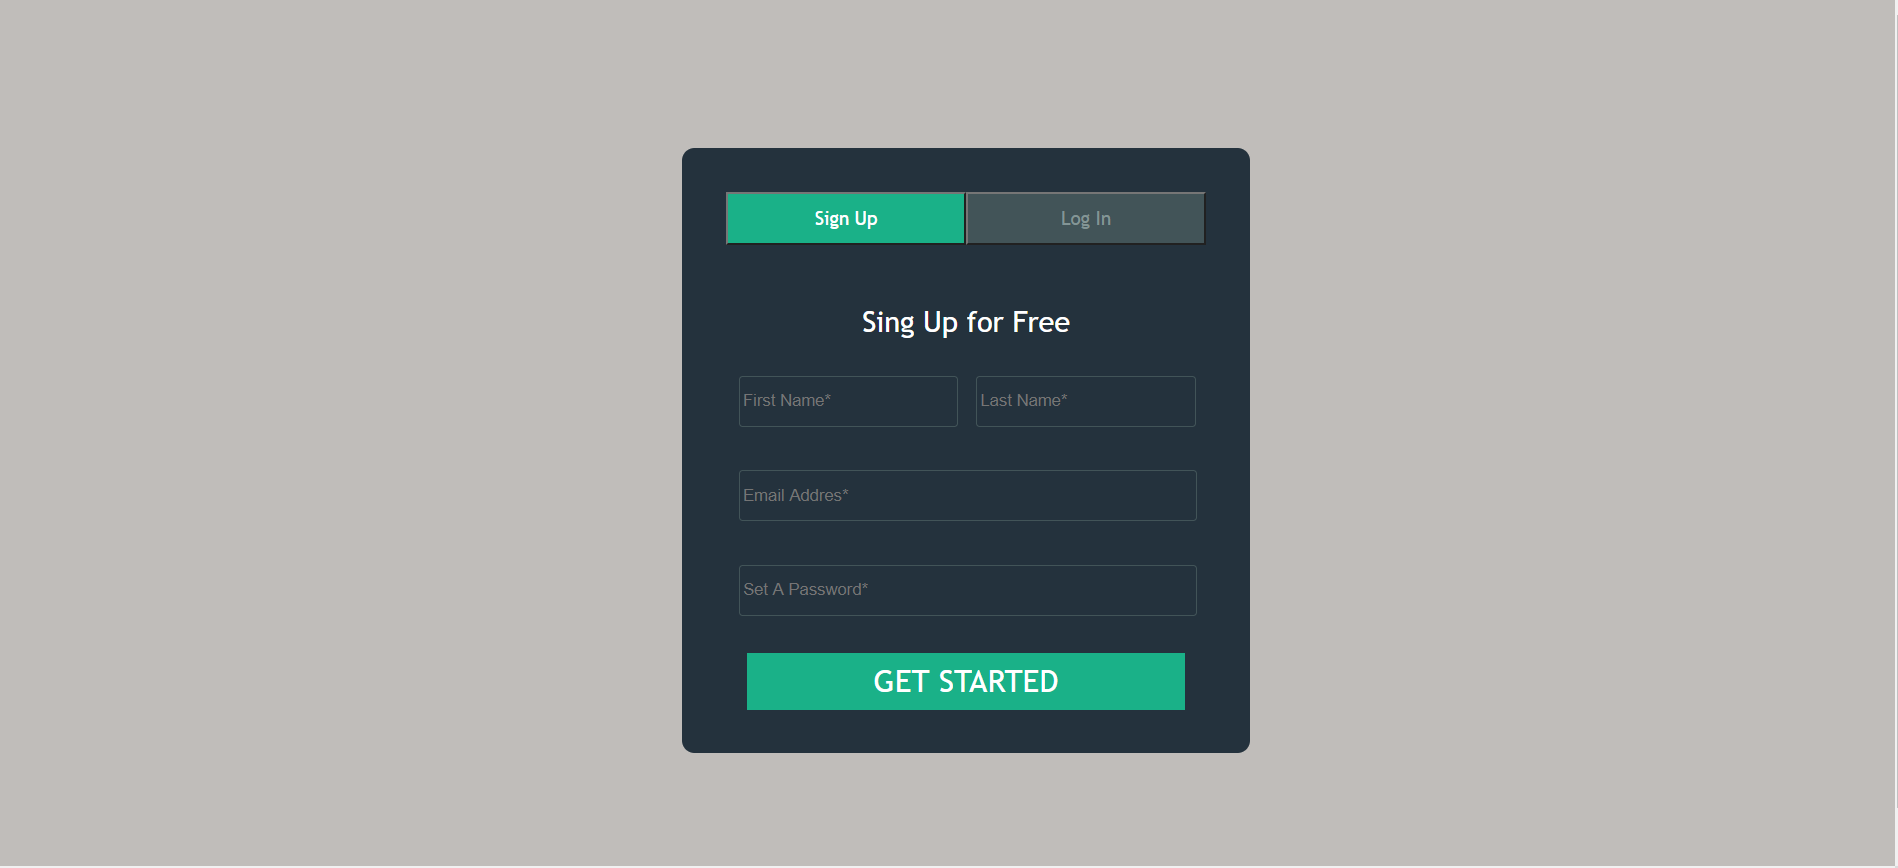 Sign Up Log In
Sing Up for Free
First Name* Last Name*
Email Addres*
Set A Password*
GET STARTED